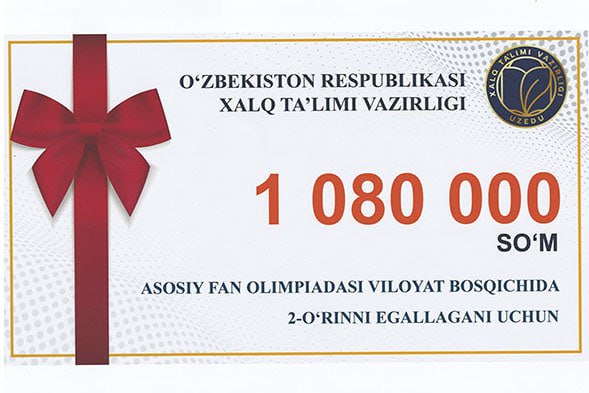 O‘ZBEKISTON RESPUBLIKASI
XALQ TA’LIMI VAZIRLIGI
XALQ TA'LIMI VAZIRLIGI
UZEDU
1 080 000
SO‘M
ASOSIY FAN OLIMPIADASI VILOYAT BOSQICHIDA
2-O‘RINNI EGALLAGANI UCHUN